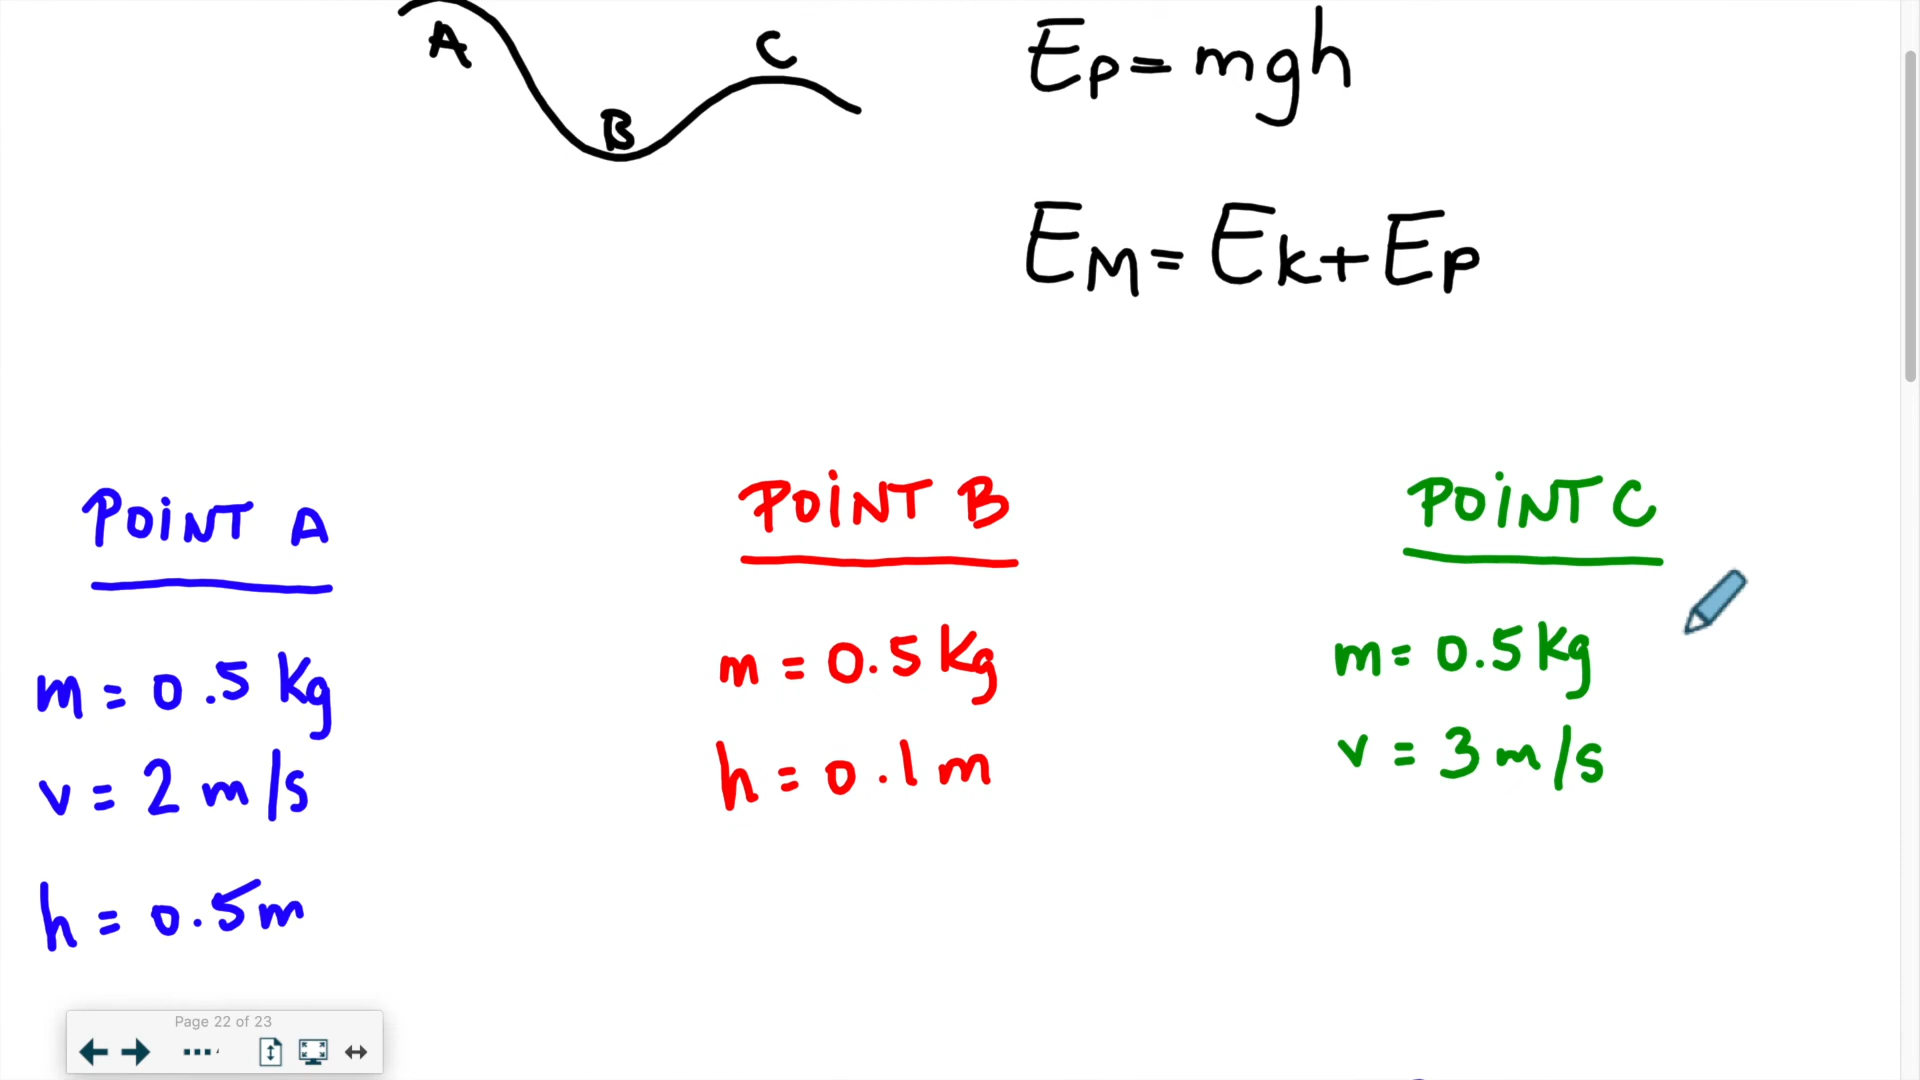 A
B
C
Ep = mgh
EM = Ek + Ep
POINT A
m = 0.5 Kg
v = 2 m/s
h = 0.5m
POINT B
m = 0.5 Kg
h = 0.1 m
POINT C
m = 0.5 Kg
v = 3 m/s
Page 22 of 23